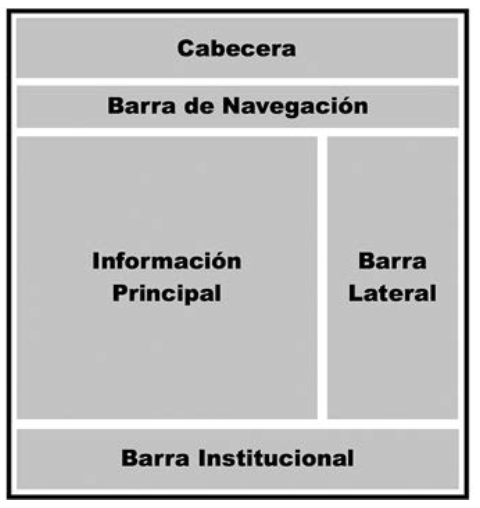 Cabecera
Barra de Navegación
Información
Principal
Barra
Lateral
Barra Institucional